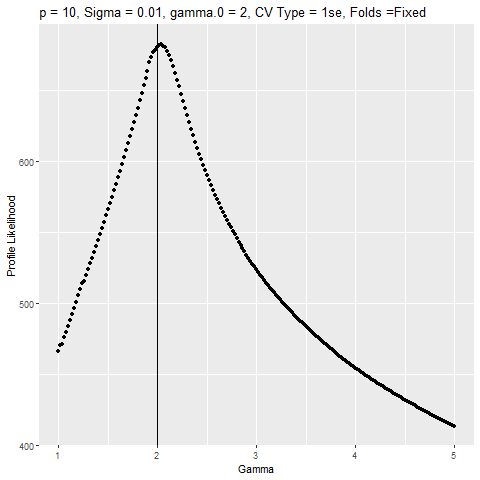 p = 10, Sigma = 0.01, gamma.0 = 2, CV Type = 1se, Folds =Fixed
Profile Likelihood
600
500
400
1 2 3 4 5
Gamma